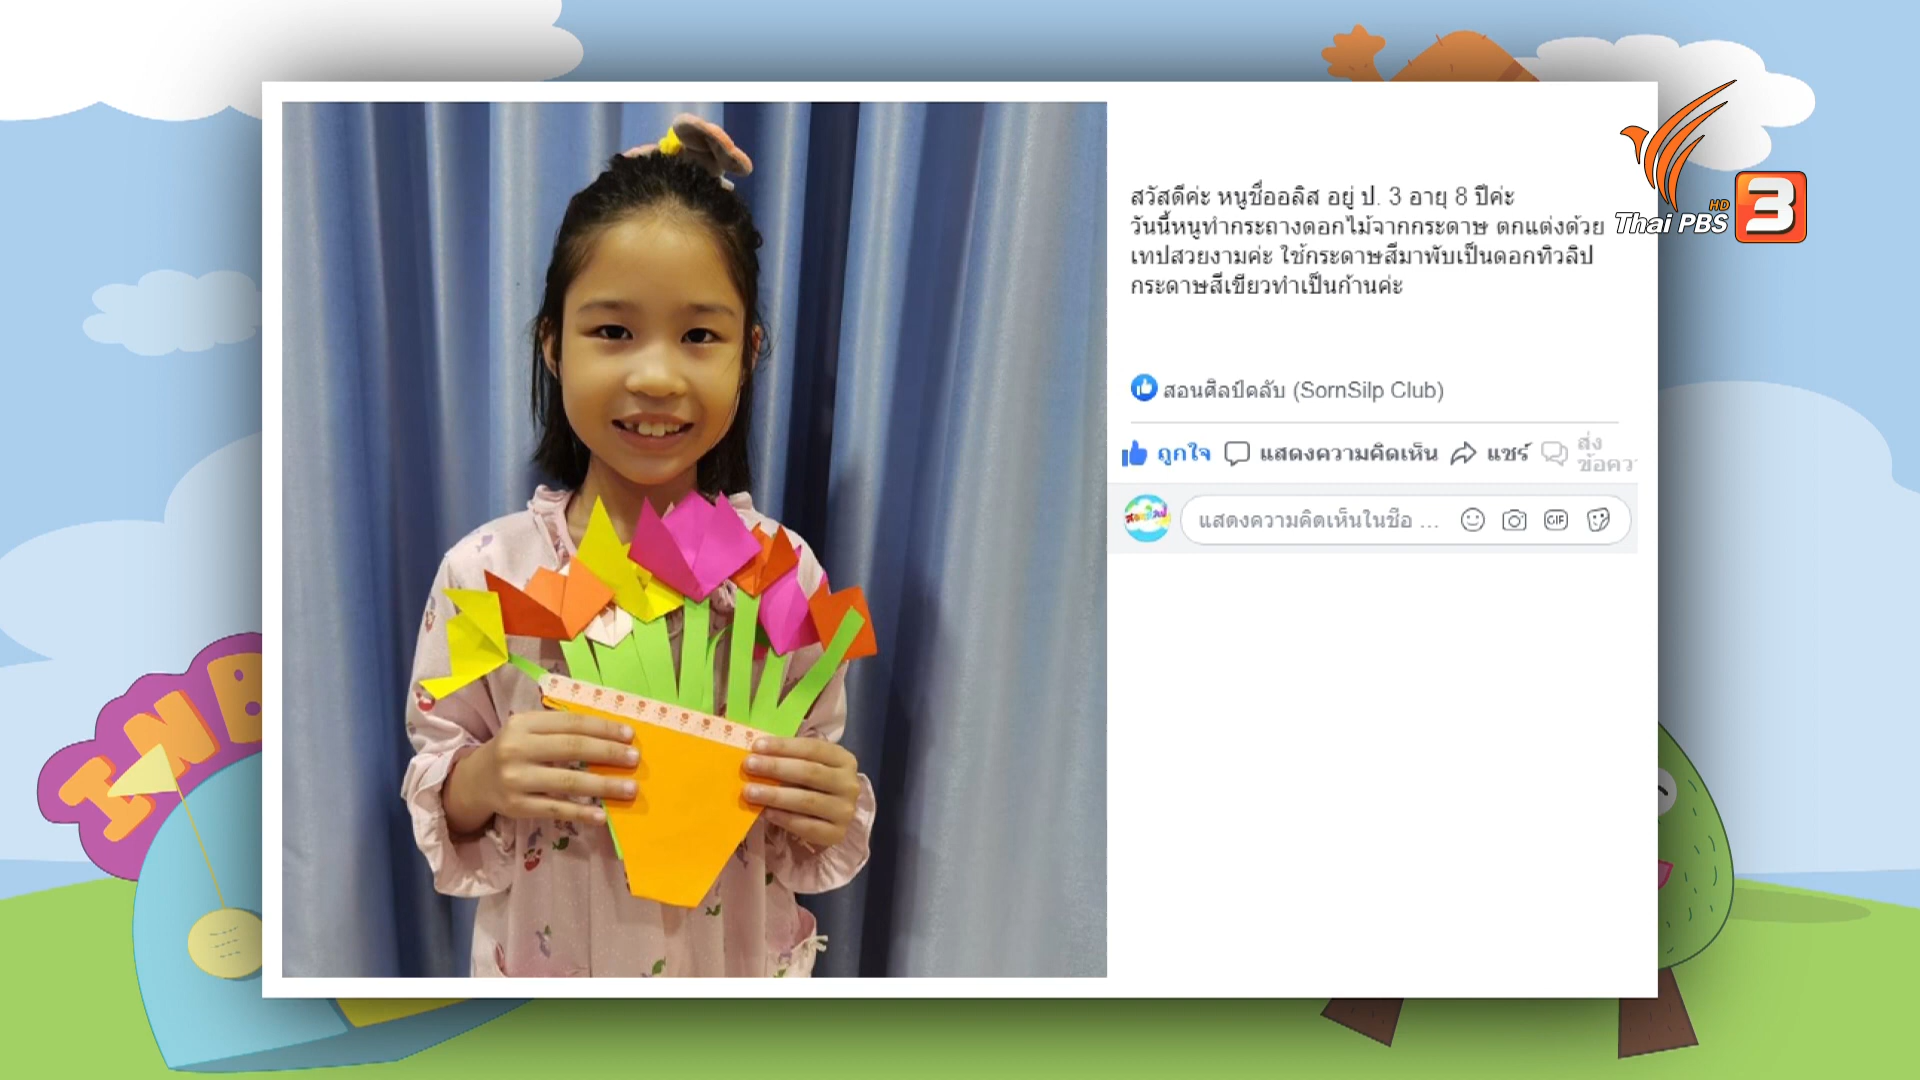 สวัสดีค่ะ หนูชื่ออลิส อยู่ ป. 3 อายุ 8 ปีค่ะ
วันนี้หนูทำกระถางดอกไม้จากกระดาษ ตกแต่งด้วย
เทปสวยงามค่ะ ใช้กระดาษสีมาพับเป็นดอกทิวลิป
กระดาษสีเขียวทำเป็นก้านค่ะ
HD
Thai PBS 3
สอนศิลป์คลับ (SornSilp Club)
ถูกใจ แสดงความคิดเห็น แชร์ ส่ง
ข้อควา
สอนศิลป์
แสดงความคิดเห็นในชื่อ ...
GIF
INB